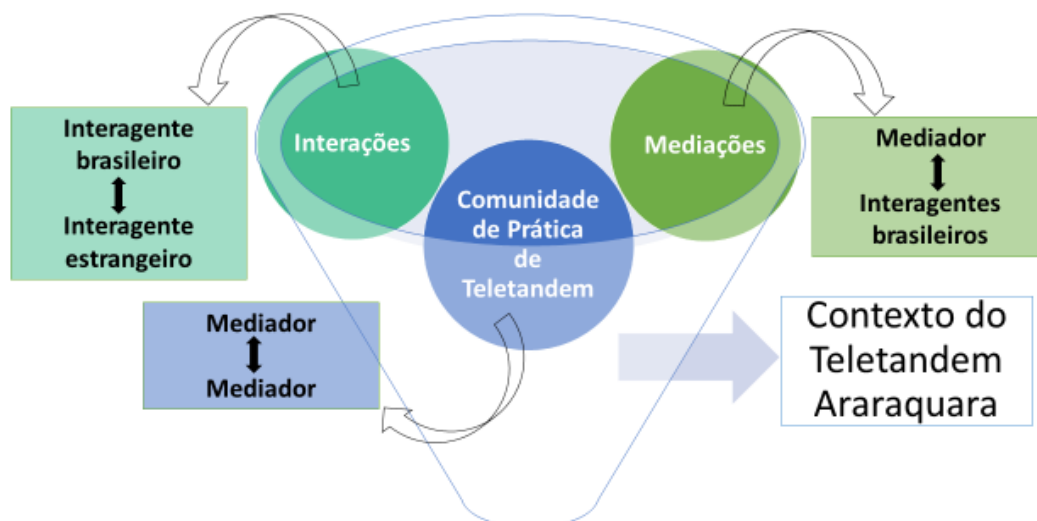 Interagente
brasileiro
Interagente
estrangeiro
Interações
Comunidade
de Prática
de
Teletandem
Mediações
Mediador
Interagentes
brasileiros
Mediador
Mediador
Contexto do
Teletandem
Araraquara